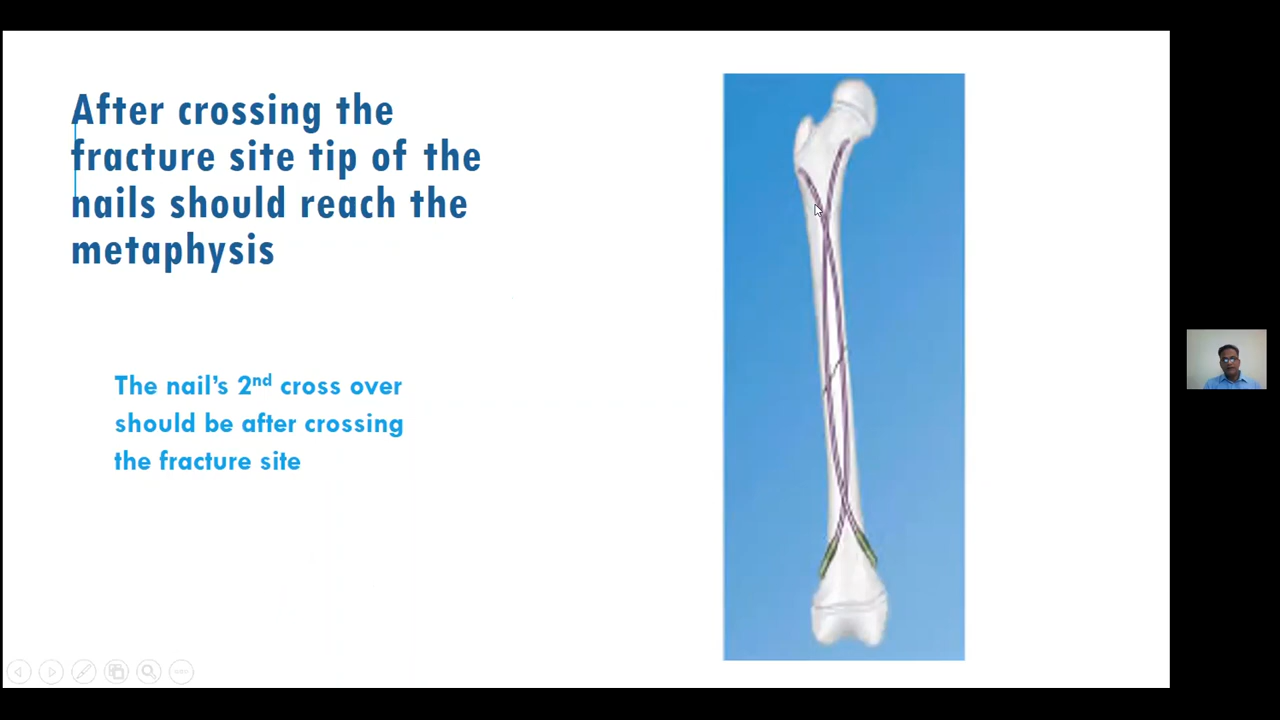 After crossing the
fracture site tip of the
nails should reach the
metaphysis
The nail's 2nd cross over
should be after crossing
the fracture site